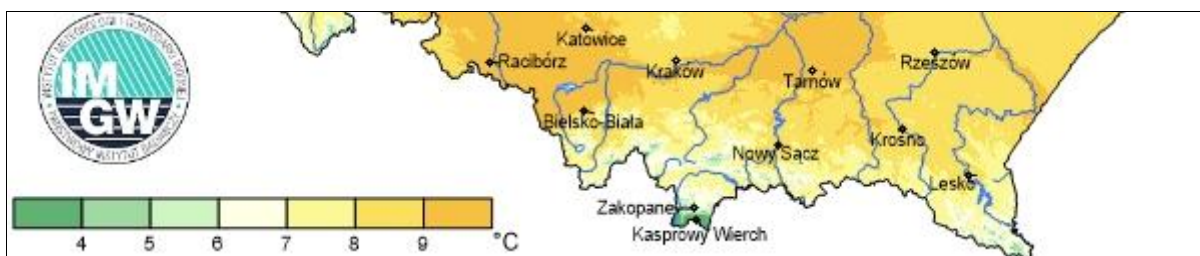 IMGW
Katowice
Racibórz
Kraków
Tarnów
Rzeszów
Bielsko-Biała
Nowy Sącz
Krosno
Lesko
Zakopane
Kasprowy Wierch
4 5 6 7 8 9 °C